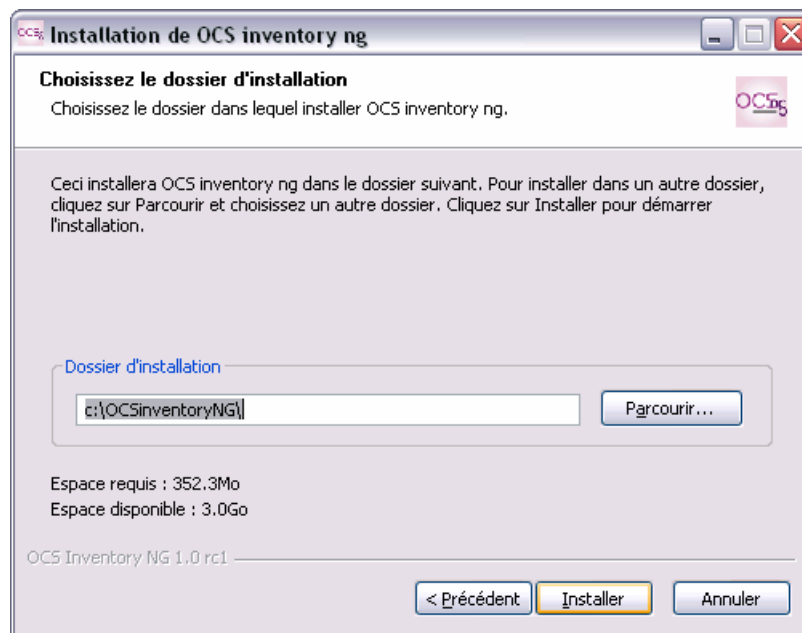 Installation de OCS inventory ng
Choisissez le dossier d'installation
Choisissez le dossier dans lequel installer OCS inventory ng.
Ceci installera OCS inventory ng dans le dossier suivant. Pour installer dans un autre dossier,
cliquez sur Parcourir et choisissez un autre dossier. Cliquez sur Installer pour démarrer
l'installation.
Dossier d'installation
c:\OCSinventoryNG\
Parcourir...
Espace requis : 352.3Mo
Espace disponible : 3.0Go
OCS Inventory NG 1.0 rc1
< Précédent
Installer
Annuler